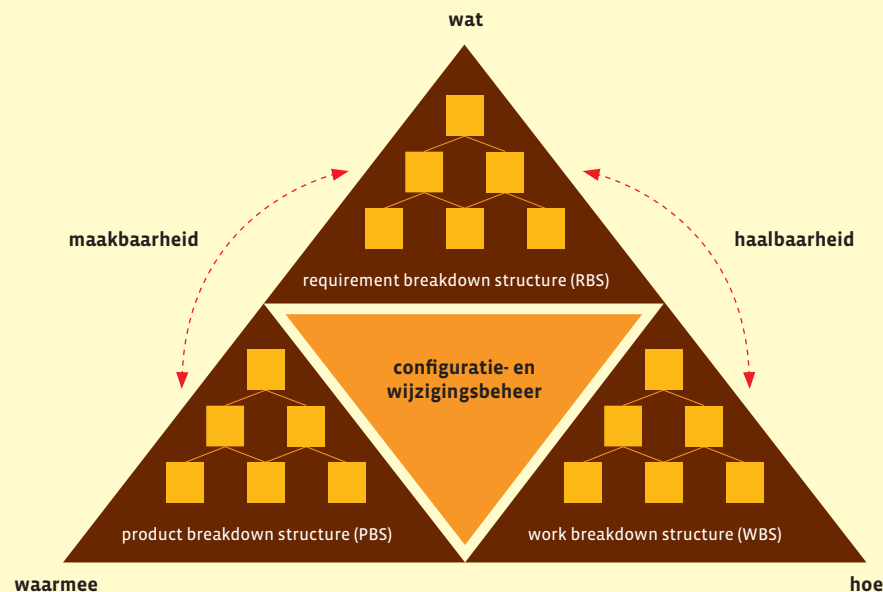 wat
maakbaarheid
haalbaarheid
requirement breakdown structure (RBS)
configuratie- en
wijzigingsbeheer
product breakdown structure (PBS)
work breakdown structure (WBS)
waarmee
hoe